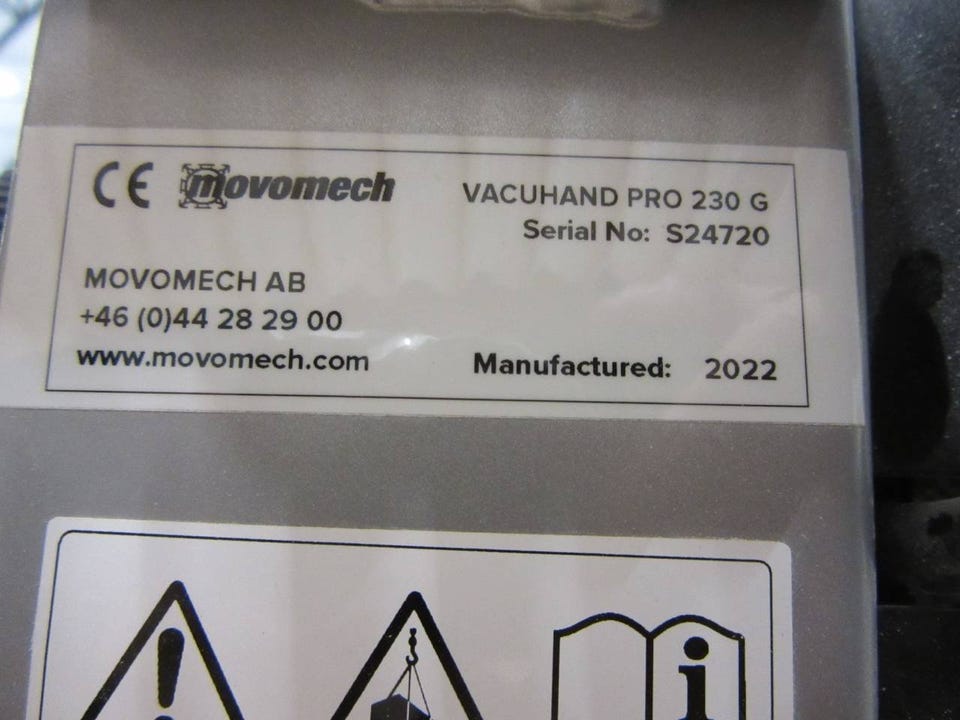 CE movomech
VACUHAND PRO 230 G
Serial No: S24720
MOVOMECH AB
+46 (0)44 28 29 00
www.movomech.com
Manufactured: 2022
i